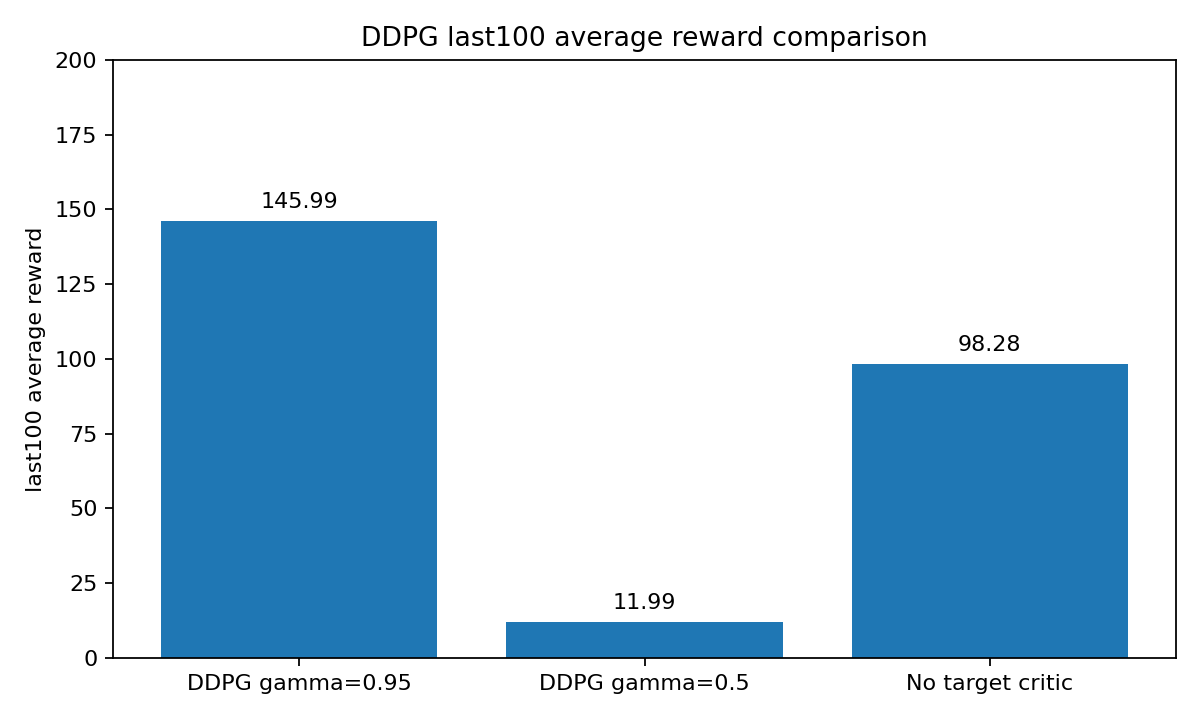 DDPG last100 average reward comparison
last100 average reward
200
175
150
125
100
75
50
25
0
145.99
11.99
98.28
DDPG gamma=0.95
DDPG gamma=0.5
No target critic